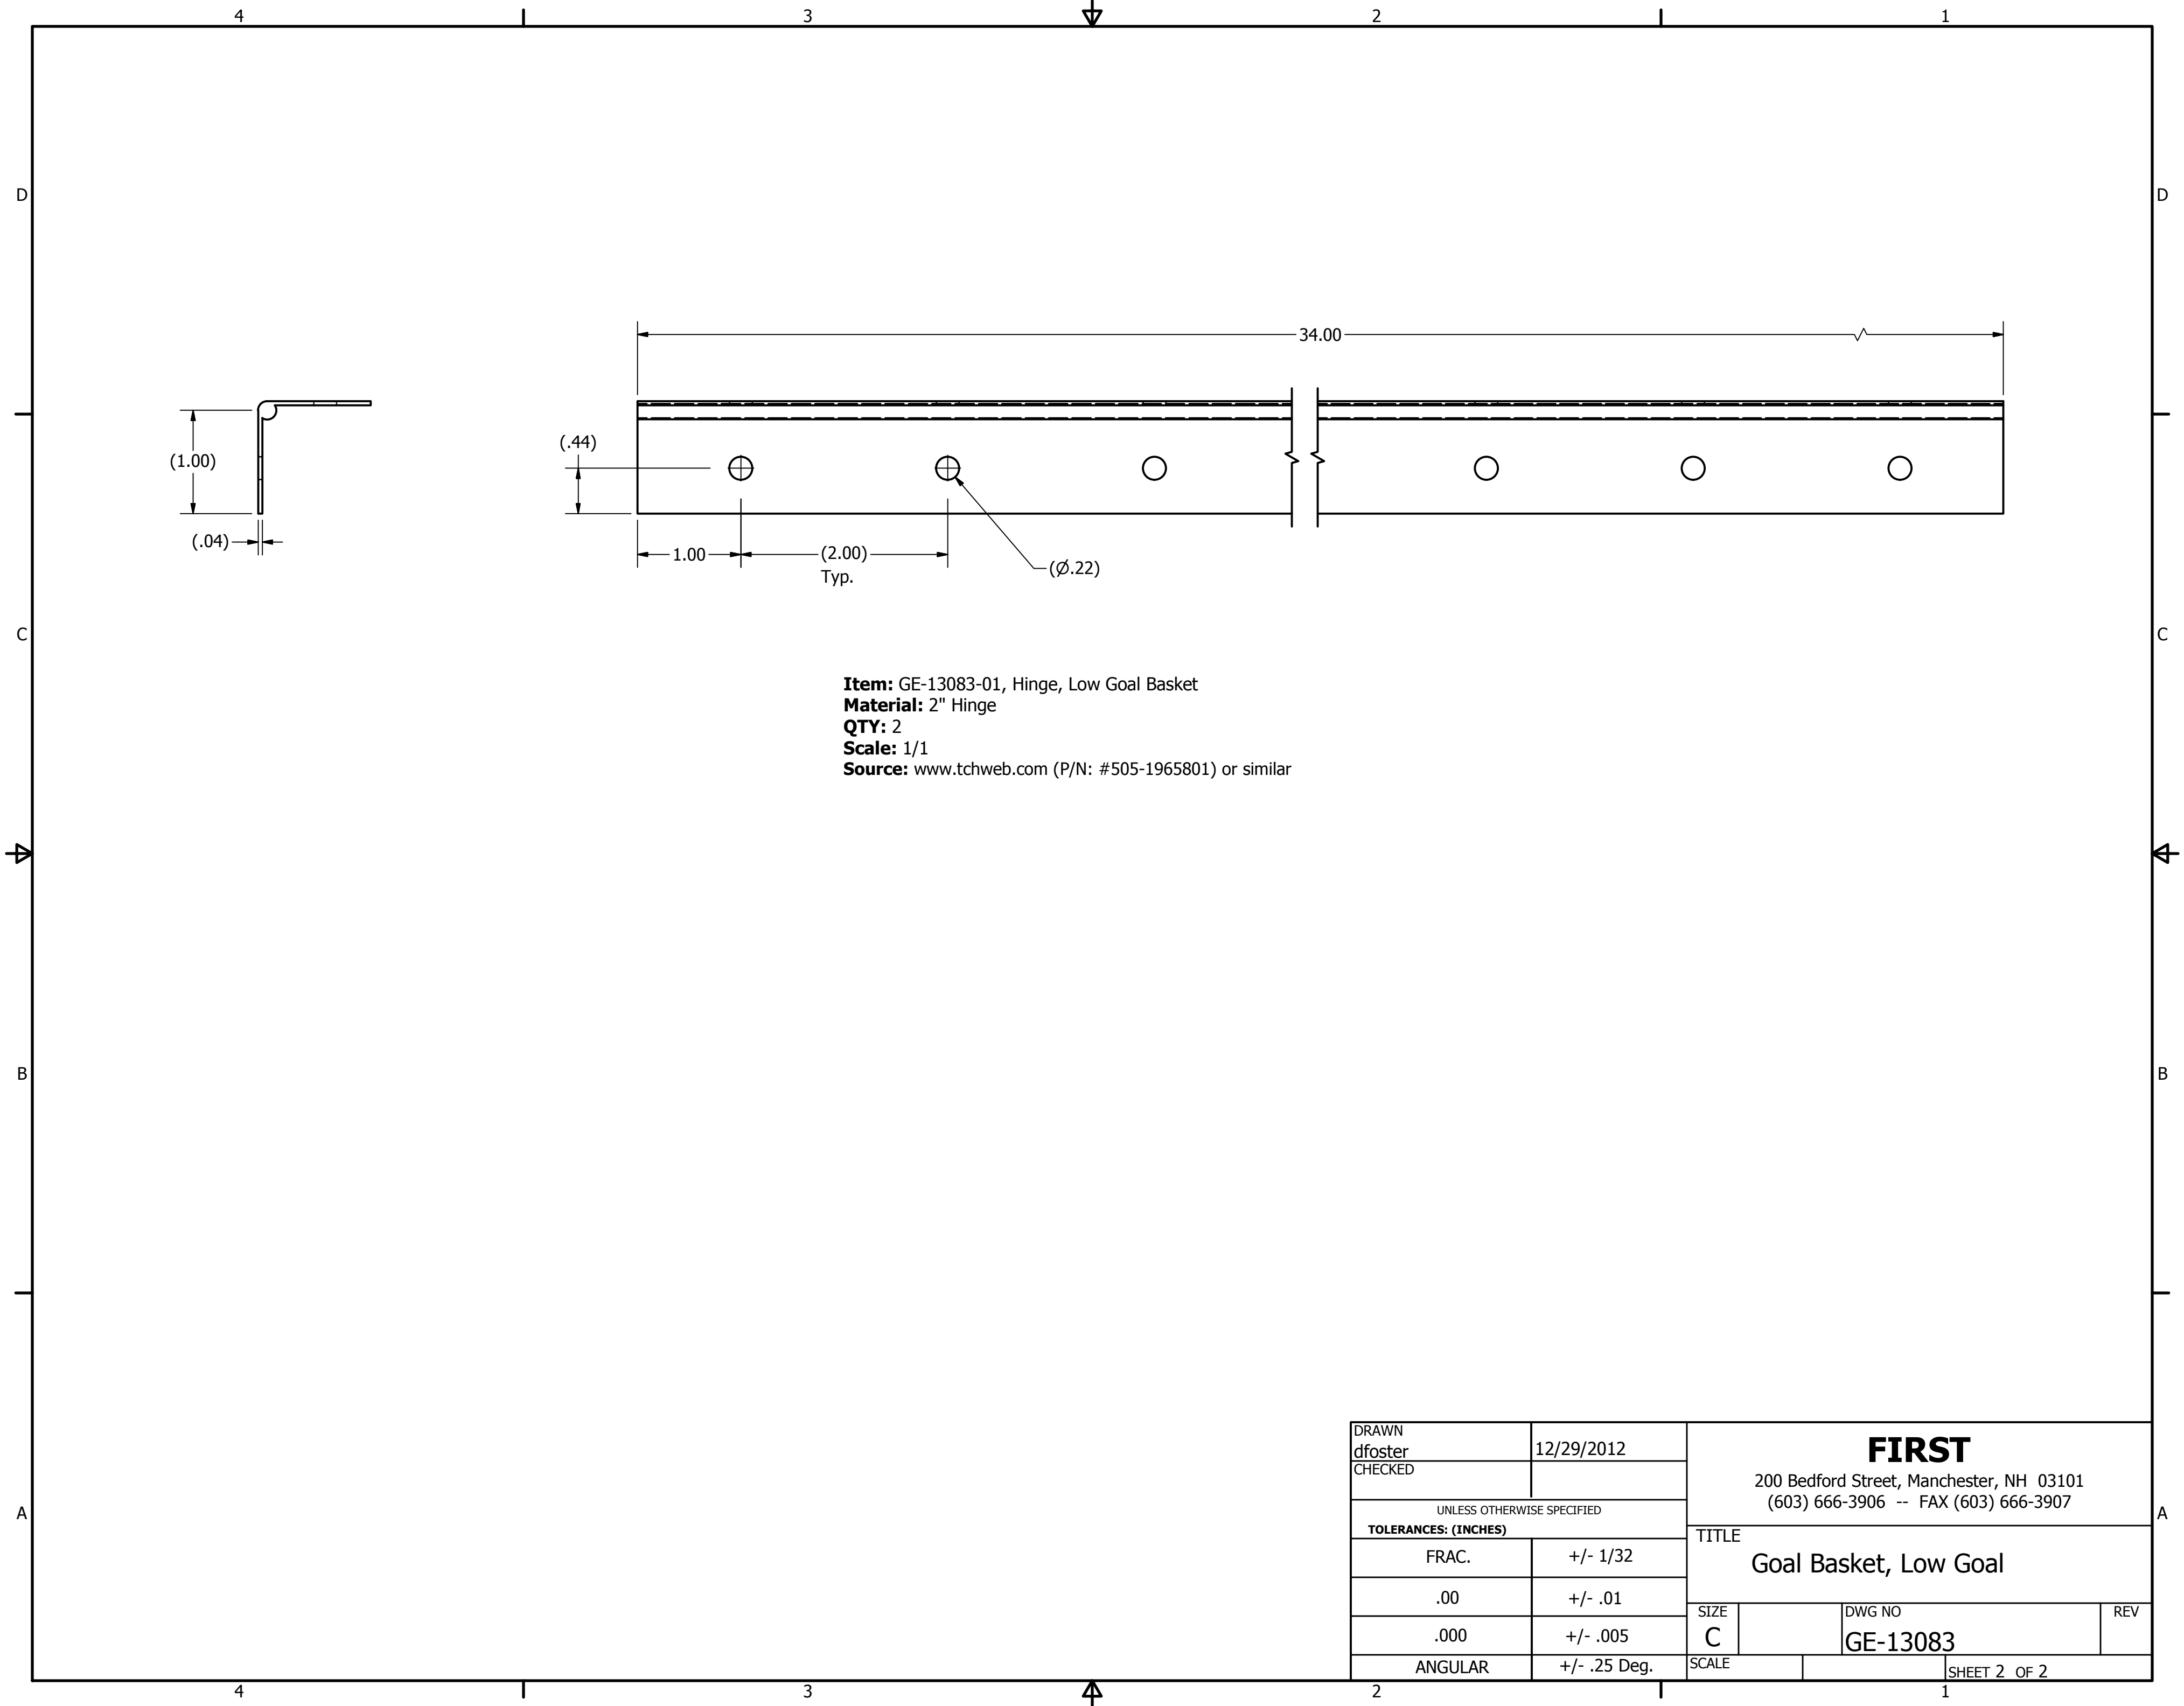 4 3 2 1
D D
34.00
(.44)
(1.00)
(.04)
1.00
(2.00)
Typ.
(Ø.22)
C C
Item: GE-13083-01, Hinge, Low Goal Basket
Material: 2" Hinge
QTY: 2
Scale: 1/1
Source: www.tchweb.com (P/N: #505-1965801) or similar
B B
A A
DRAWN
dfoster 12/29/2012
CHECKED
UNLESS OTHERWISE SPECIFIED
TOLERANCES: (INCHES)
FRAC. +/- 1/32
.00 +/- .01
.000 +/- .005
ANGULAR +/- .25 Deg.
FIRST
200 Bedford Street, Manchester, NH 03101
(603) 666-3906 -- FAX (603) 666-3907
TITLE
Goal Basket, Low Goal
SIZE
C
DWG NO
GE-13083
REV
SCALE
SHEET 2 OF 2
4 3 2 1